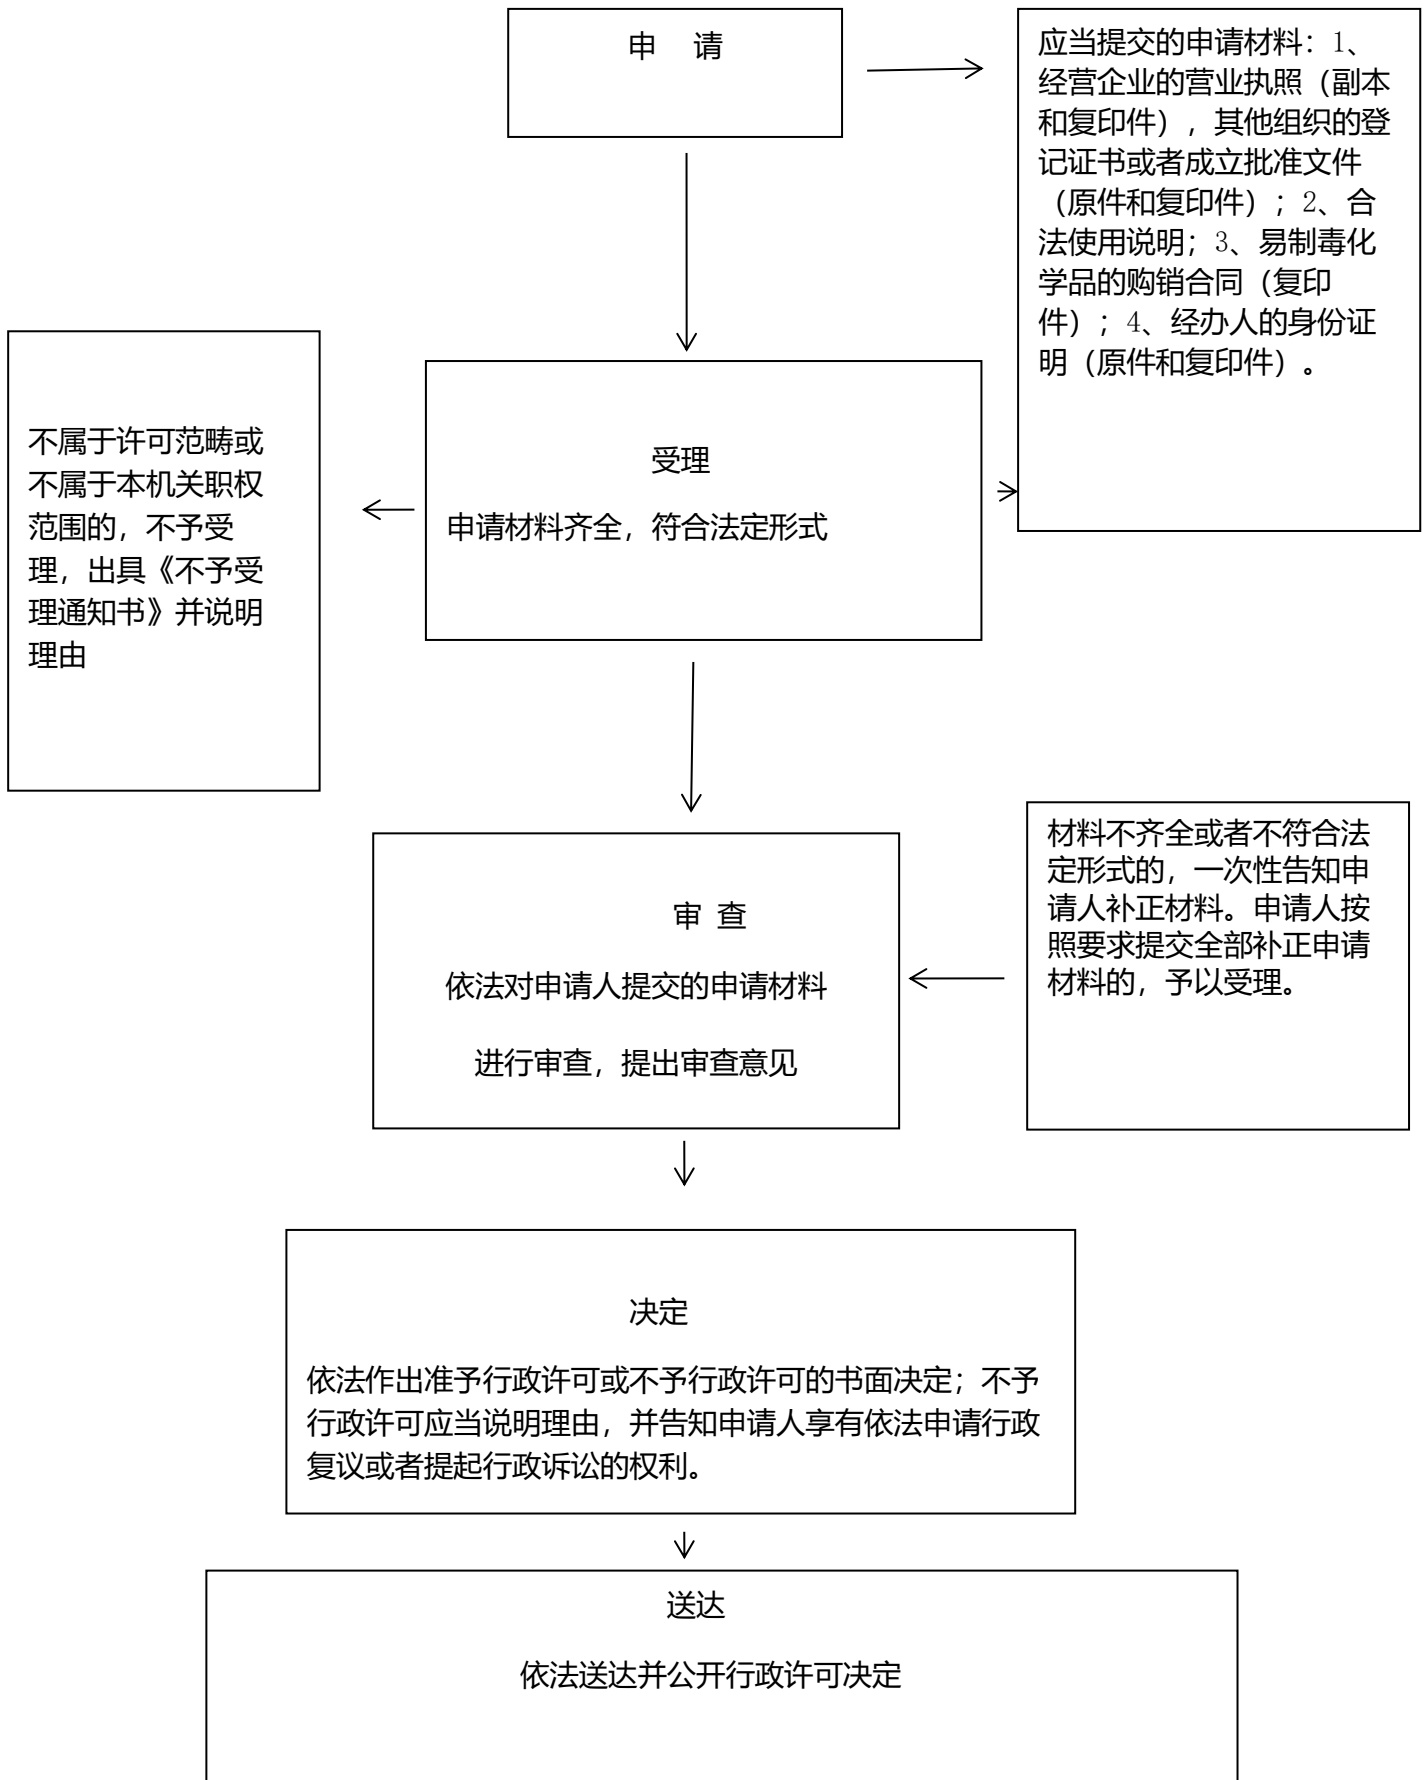 申 请
应当提交的申请材料：1、
经营企业的营业执照（副本
和复印件），其他组织的登
记证书或者成立批准文件
（原件和复印件）；2、合
法使用说明；3、易制毒化
学品的购销合同（复印
件）；4、经办人的身份证
明（原件和复印件）。
不属于许可范畴或
不属于本机关职权
范围的，不予受
理，出具《不予受
理通知书》并说明
理由
受理
申请材料齐全，符合法定形式
材料不齐全或者不符合法
定形式的，一次性告知申
请人补正材料。申请人按
照要求提交全部补正申请
材料的，予以受理。
审 查
依法对申请人提交的申请材料
进行审查，提出审查意见
决定
依法作出准予行政许可或不予行政许可的书面决定；不予
行政许可应当说明理由，并告知申请人享有依法申请行政
复议或者提起行政诉讼的权利。
送达
依法送达并公开行政许可决定